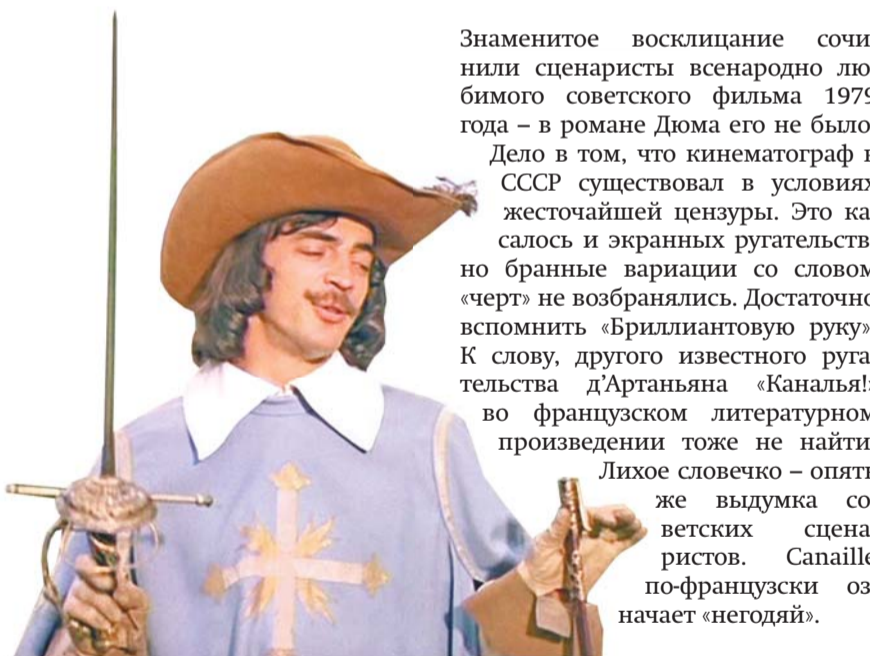 Знаменитое восклицание сочи
нили сценаристы всенародно лю
бимого советского фильма 1979
года – в романе Дюма его не было
Дело в том, что кинематограф в
СССР существовал в условиях
жесточайшей цензуры. Это ка
салось и экранных ругательств
но бранные вариации со словом
«черт» не возбранялись. Достаточно
вспомнить «Бриллиантовую руку»
К слову, другого известного руга
тельства д’Артаньяна «Каналья!»
во французском литературном
произведении тоже не найти
Лихое словечко – опять
же выдумка со
ветских сцена
ристов. Canaille
по-французски оз
начает «негодяй».